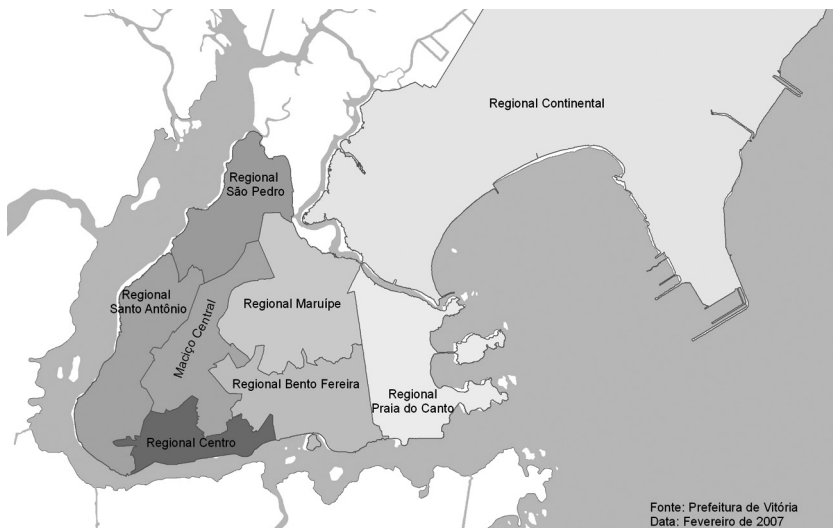 Regional Continental
Regional
São Pedro
Regional
Santo Antônio
Regional Maruípe
Maciço Central
Regional Bento Fereira
Regional
Praia do Canto
Regional Centro
Fonte: Prefeitura de Vitória
Data: Fevereiro de 2007